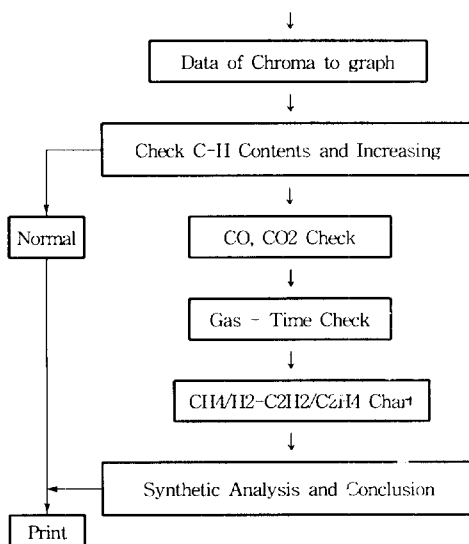 Data of Chroma to graph
Check C-H Contents and Increasing
Normal
CO, CO2 Check
Gas - Time Check
CH4/H2-C2H2/C2H4 Chart
Synthetic Analysis and Conclusion
Print